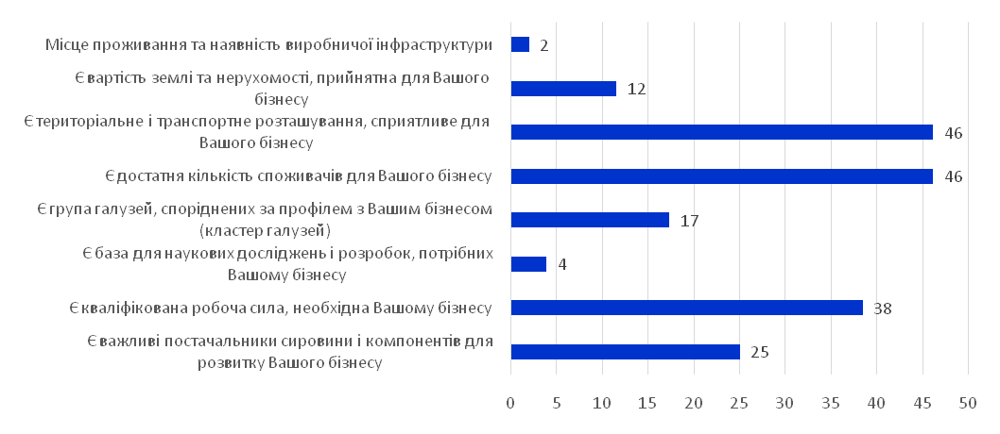 Місце проживання та наявність виробничої інфраструктури
2
Є вартість землі та нерухомості, прийнятна для Вашого
бізнесу
12
Є територіальне і транспортне розташування, сприятливе для
Вашого бізнесу
46
Є достатня кількість споживачів для Вашого бізнесу
46
Є група галузей, споріднених за профілем з Вашим бізнесом
(кластер галузей)
17
Є база для наукових досліджень і розробок, потрібних
Вашому бізнесу
4
Є кваліфікована робоча сила, необхідна Вашому бізнесу
38
Є важливі постачальники сировини і компонентів для
розвитку Вашого бізнесу
25
0 5 10 15 20 25 30 35 40 45 50